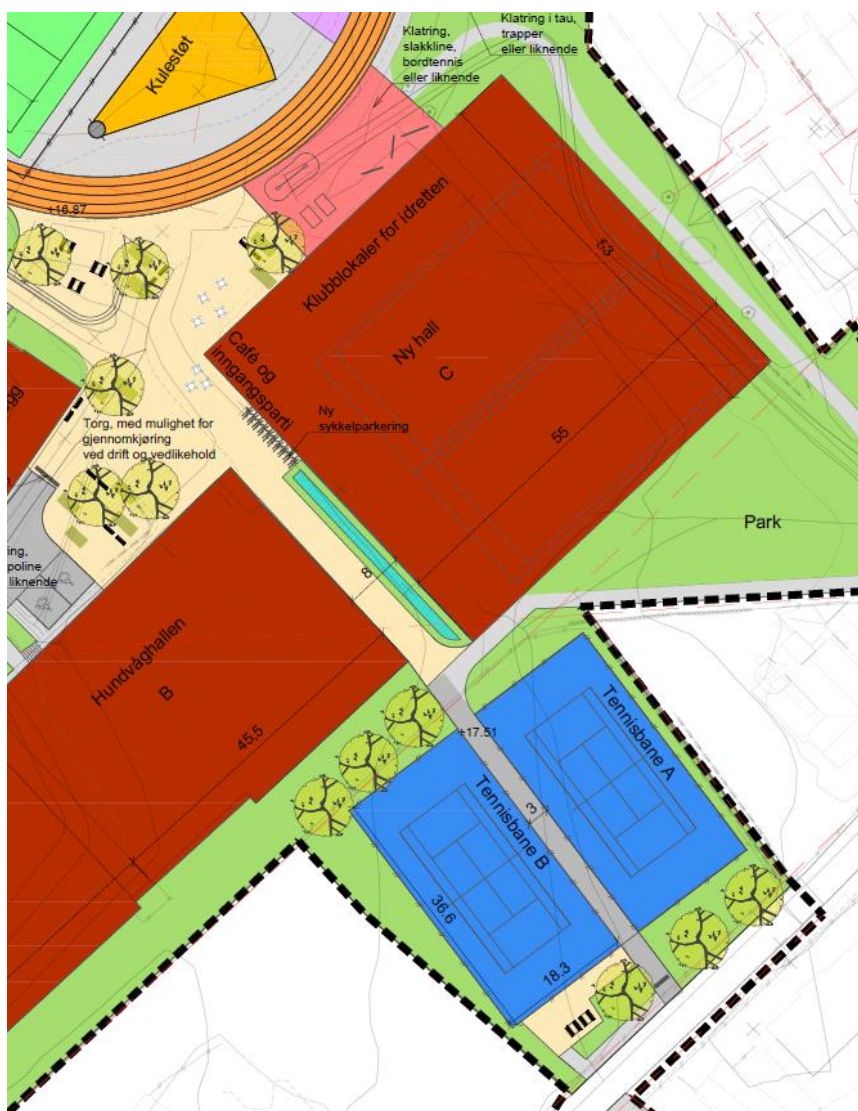 Klatring i tau,
trapper
eller liknende
Klatring,
slakkline,
bordtennis
eller liknende
Kulestøt
+16.87
Klubblokaler for idretten
63
Ny hall
C
Café og
inngangsparti
Ny
sykkelparkering
55
Torg, med mulighet for
gjennomkjøring
ved drift og vedlikehold
Park
ing,
poline
liknende
8
Hundvåghallen
B
45.5
+17.51
Tennisbane A
Tennisbane B
3
36.6
18.3